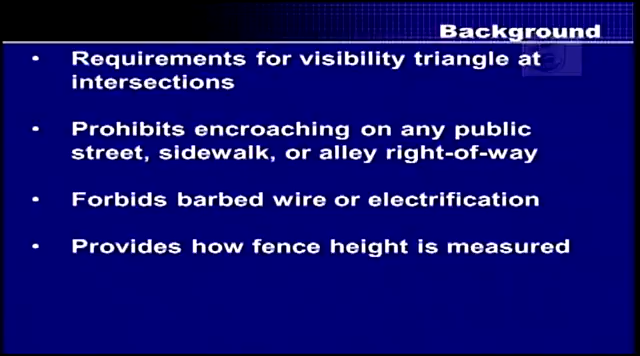 Background
• Requirements for visibility triangle at
intersections
• Prohibits encroaching on any public
street, sidewalk, or alley right-of-way
• Forbids barbed wire or electrification
• Provides how fence height is measured